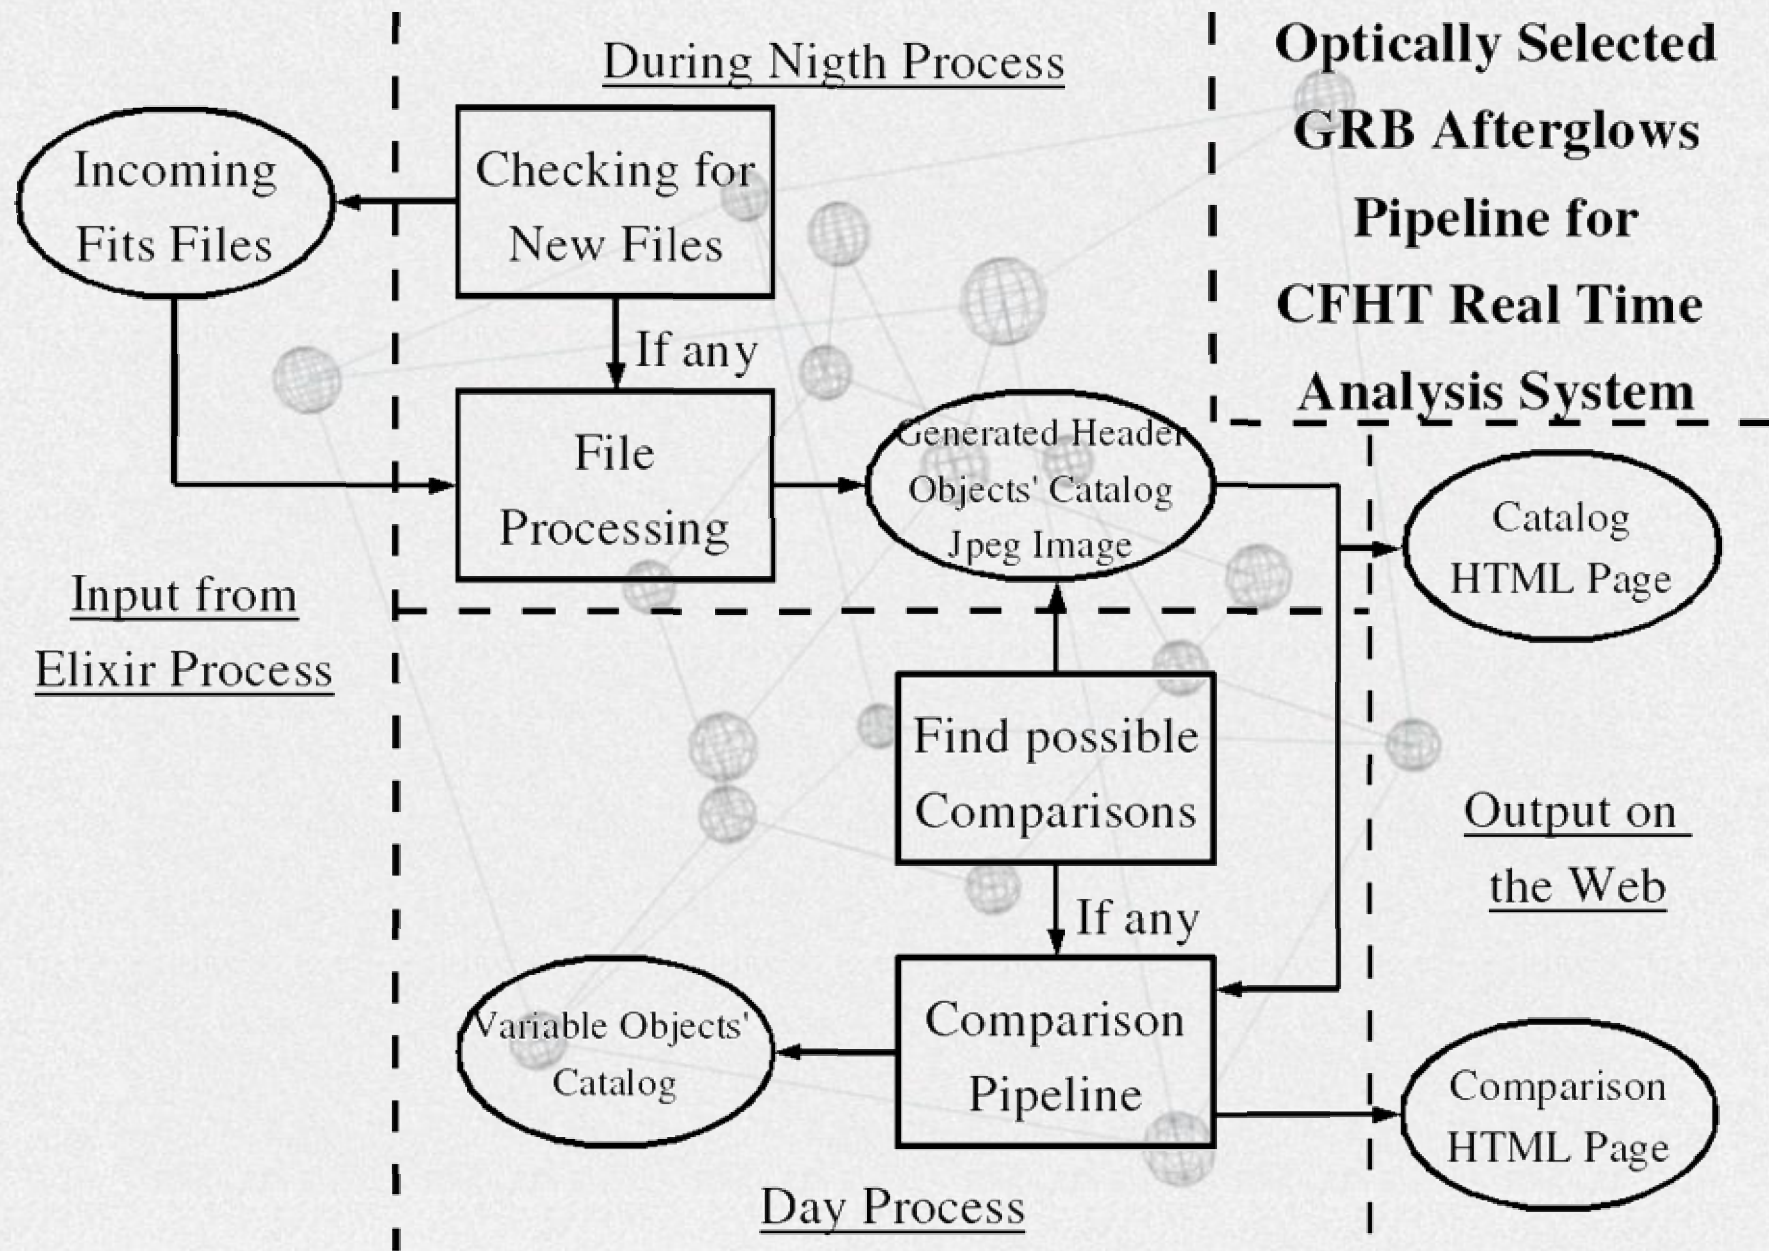 During Nigth Process
Optically Selected
GRB Afterglows
Pipeline for
CFHT Real Time
Analysis System
Incoming
Fits Files
Checking for
New Files
If any
File
Processing
Generated Header
Objects' Catalog
Jpeg Image
Catalog
HTML Page
Input from
Elixir Process
Find possible
Comparisons
If any
Output on
the Web
Variable Objects'
Catalog
Comparison
Pipeline
Comparison
HTML Page
Day Process